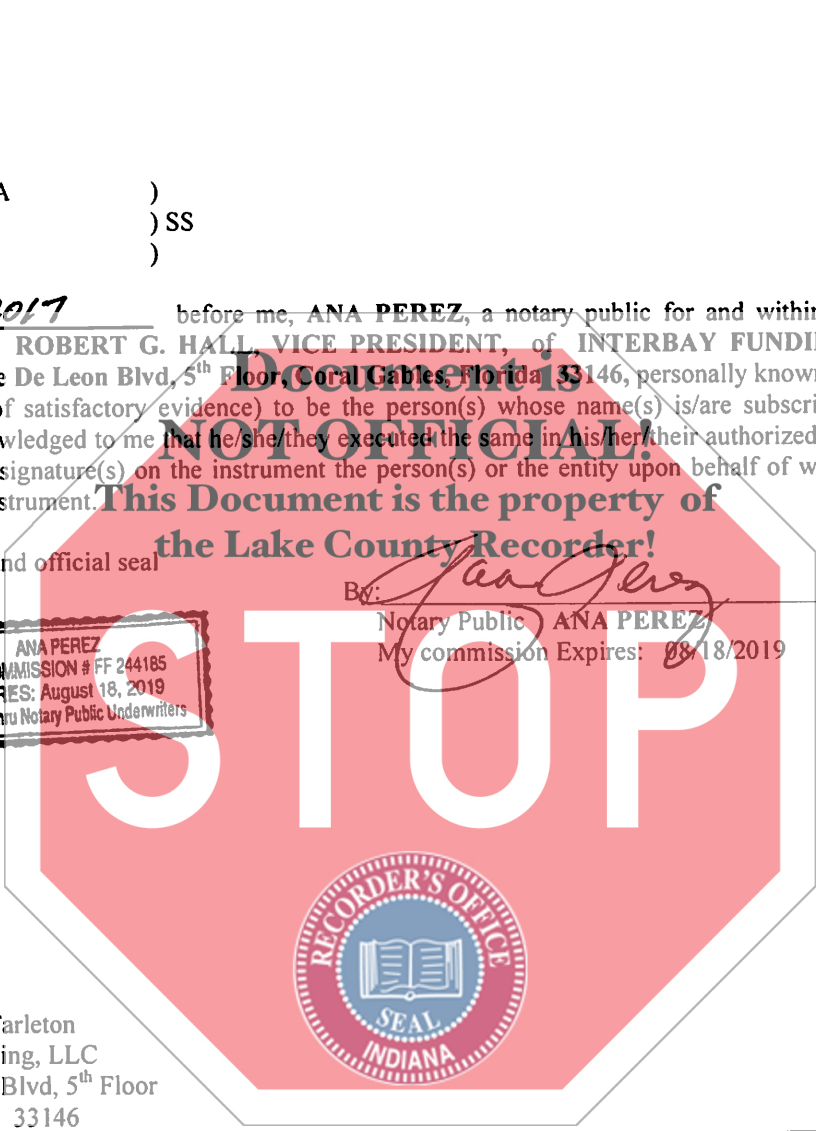 A )
) SS
)
2017 before me, ANA PEREZ, a notary public for and within
ROBERT G. HALL, VICE PRESIDENT, of INTERBAY FUNDI
e De Leon Blvd, 5th Floor, Coral Gables, Florida 33146, personally known
of satisfactory evidence) to be the person(s) whose name(s) is/are subscri
wledged to me that he/she/they executed the same in his/her/their authorized
signature(s) on the instrument the person(s) or the entity upon behalf of w
strument.
Document is
NOT OFFICIAL!
This Document is the property of
the Lake County Recorder!
nd official seal
By: Ana Perez
Notary Public ANA PEREZ
My commission Expires: 08/18/2019
ANA PEREZ
MMISSION # FF 244185
RES: August 18, 2019
ru Notary Public Underwriters
STOP
RECORDER'S OFFICE
SEAL
INDIANA
arleton
ing, LLC
Blvd, 5th Floor
33146